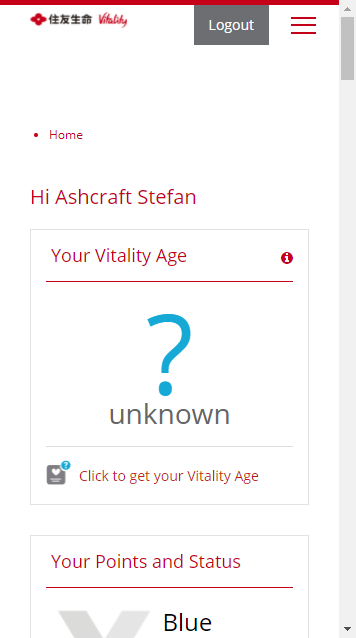 住友生命 Vitality
Logout
Home
Hi Ashcraft Stefan
Your Vitality Age
?
unknown
?
Click to get your Vitality Age
Your Points and Status
Blue